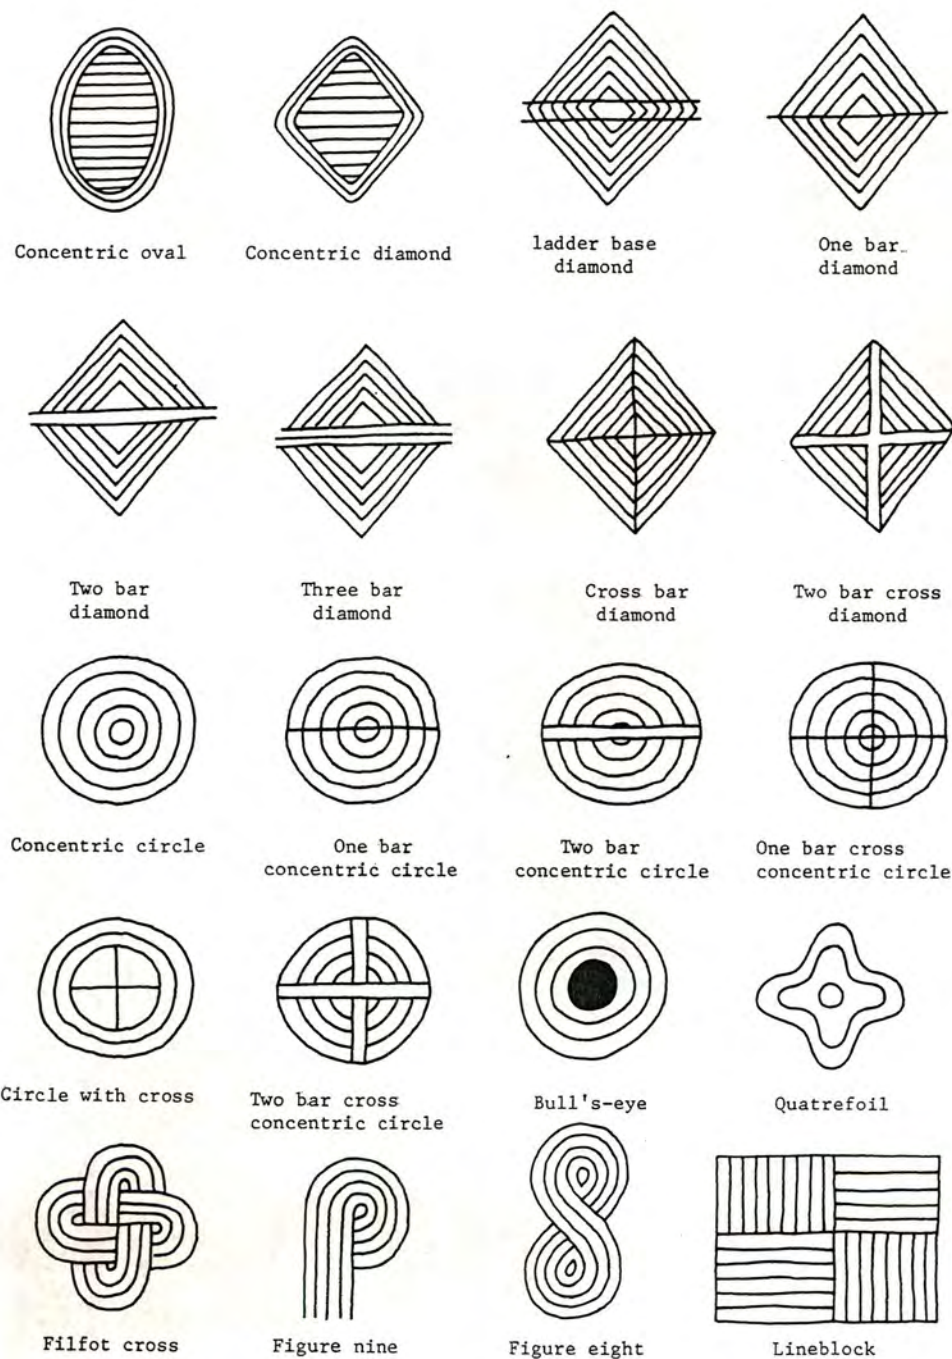 Concentric oval
Concentric diamond
ladder base
diamond
One bar
diamond
Two bar
diamond
Three bar
diamond
Cross bar
diamond
Two bar cross
diamond
Concentric circle
One bar
concentric circle
Two bar
concentric circle
One bar cross
concentric circle
Circle with cross
Two bar cross
concentric circle
Bull's-eye
Quatrefoil
Filfot cross
Figure nine
Figure eight
Lineblock